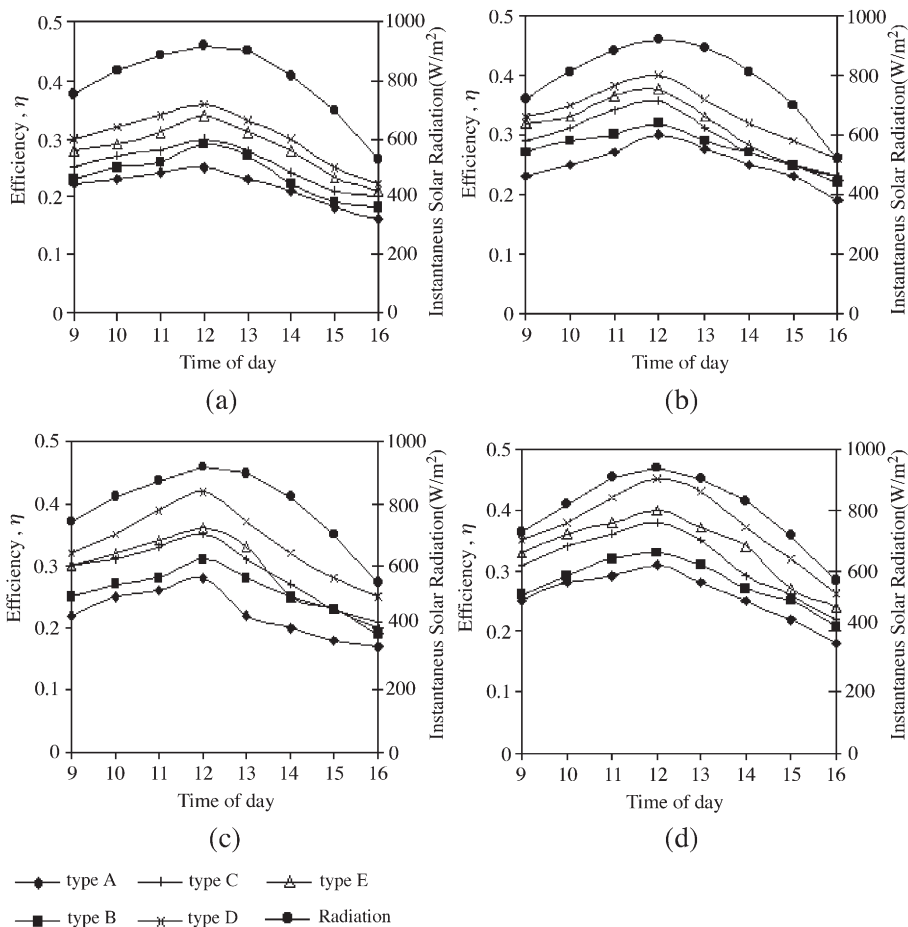 0.5
0.4
0.3
0.2
0.1
0
Efficiency , η
1000
800
600
400
200
0
Instantaneus Solar Radiation(W/m²)
9 10 11 12 13 14 15 16
Time of day
(a)
0.5
0.4
0.3
0.2
0.1
0
Efficiency , η
1000
800
600
400
200
0
Instantaneus Solar Radiation(W/m²)
9 10 11 12 13 14 15 16
Time of day
(b)
0.5
0.4
0.3
0.2
0.1
0
Efficiency , η
1000
800
600
400
200
0
Instantaneus Solar Radiation(W/m²)
9 10 11 12 13 14 15 16
Time of day
(c)
0.5
0.4
0.3
0.2
0.1
0
Efficiency , η
1000
800
600
400
200
0
Instantaneus Solar Radiation(W/m²)
9 10 11 12 13 14 15 16
Time of day
(d)
type A type C type E
type B type D Radiation